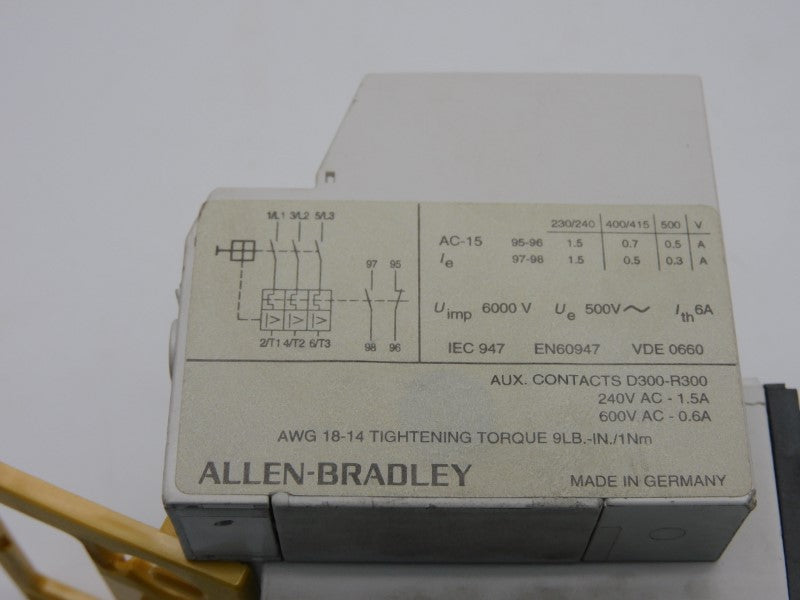 1/L1 3/L2 5/L3
97 95
I> I> I>
2/T1 4/T2 6/T3
98 96
230/240 400/415 500 V
AC-15 95-96 1.5 0.7 0.5 A
Ie 97-98 1.5 0.5 0.3 A
Uimp 6000 V Ue 500V~ Ith 6A
IEC 947 EN60947 VDE 0660
AUX. CONTACTS D300-R300
240V AC - 1.5A
600V AC - 0.6A
AWG 18-14 TIGHTENING TORQUE 9LB.-IN./1Nm
ALLEN-BRADLEY
MADE IN GERMANY